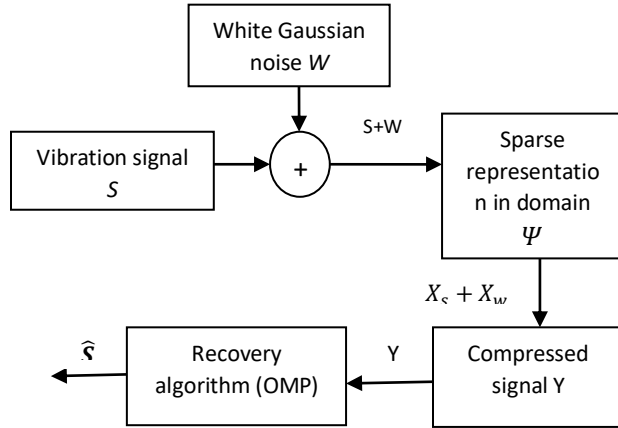 White Gaussian
noise W
S+W
Vibration signal
S
+
Sparse
representatio
n in domain
Ψ
X_s + X_w
Ŝ
Recovery
algorithm (OMP)
Y
Compressed
signal Y